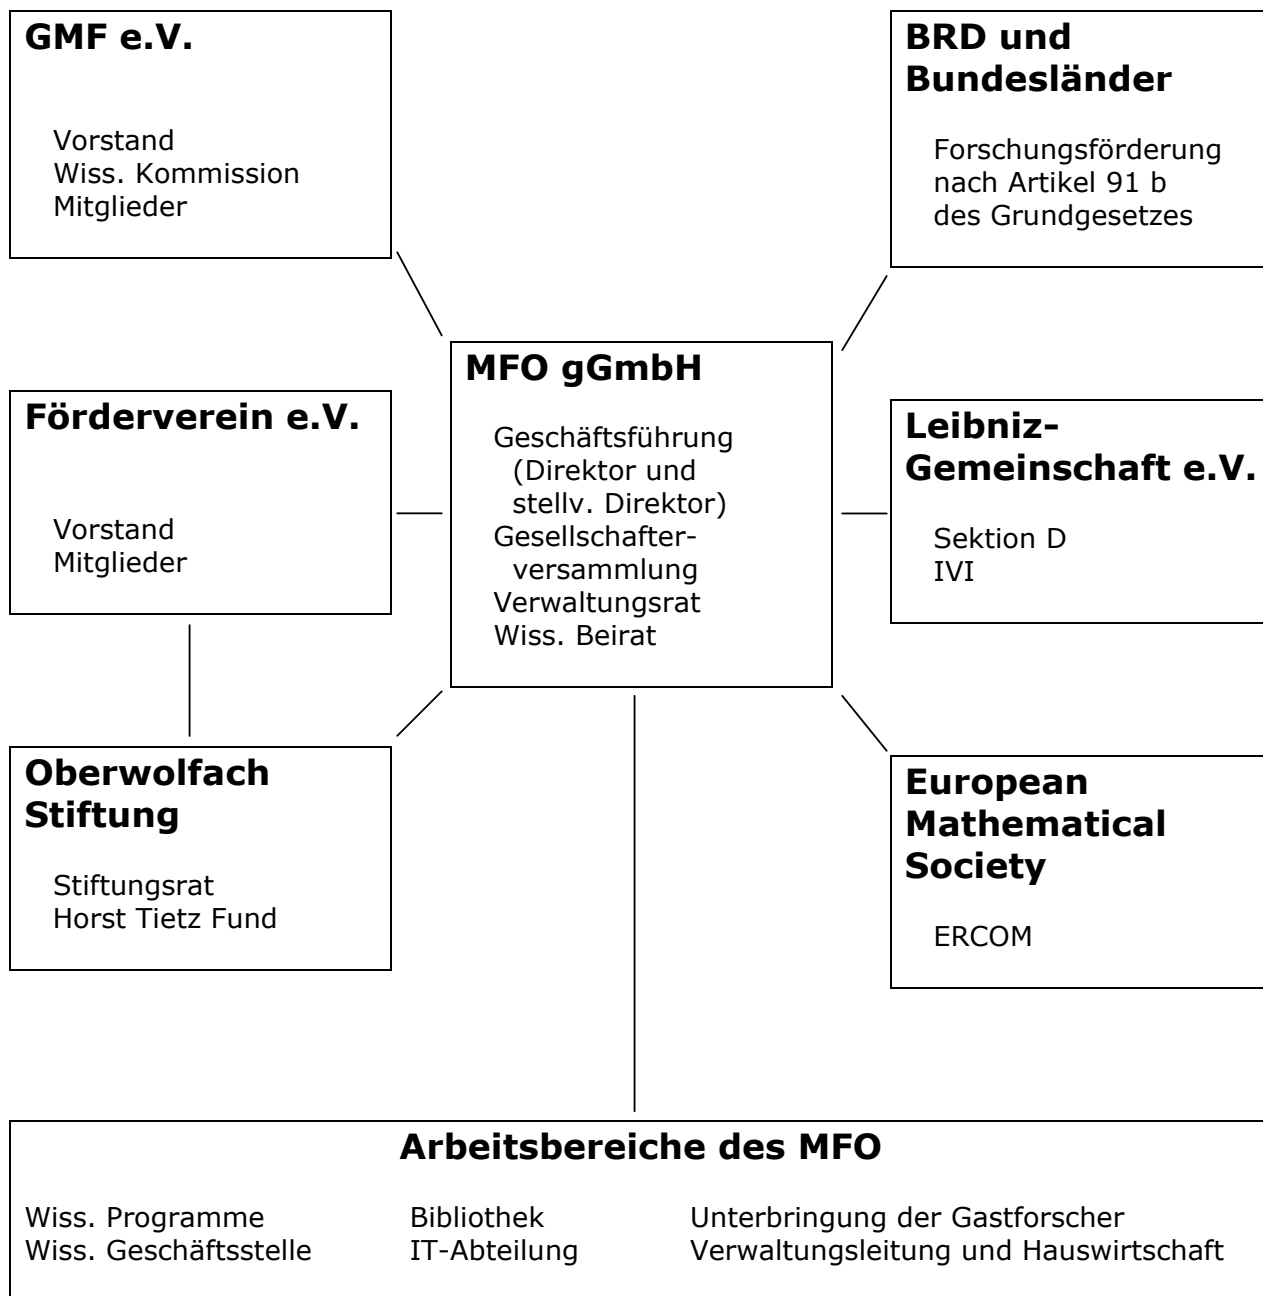 GMF e.V.
Vorstand
Wiss. Kommission
Mitglieder
BRD und
Bundesländer
Forschungsförderung
nach Artikel 91 b
des Grundgesetzes
MFO gGmbH
Geschäftsführung
(Direktor und
stellv. Direktor)
Gesellschafter-
versammlung
Verwaltungsrat
Wiss. Beirat
Förderverein e.V.
Vorstand
Mitglieder
Leibniz-
Gemeinschaft e.V.
Sektion D
IVI
Oberwolfach
Stiftung
Stiftungsrat
Horst Tietz Fund
European
Mathematical
Society
ERCOM
Arbeitsbereiche des MFO
Wiss. Programme
Wiss. Geschäftsstelle
Bibliothek
IT-Abteilung
Unterbringung der Gastforscher
Verwaltungsleitung und Hauswirtschaft